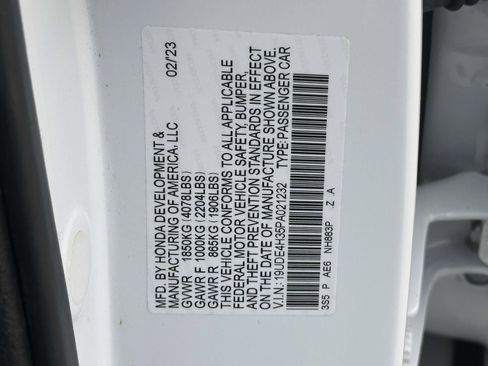 MFD. BY HONDA DEVELOPMENT & 02/'23
MANUFACTURING OF AMERICA, LLC
GVWR 1850KG (4078LBS)
GAWR F 1000KG (2204LBS)
GAWR R 865KG (1906LBS)
THIS VEHICLE CONFORMS TO ALL APPLICABLE
FEDERAL MOTOR VEHICLE SAFETY, BUMPER,
AND THEFT PREVENTION STANDARDS IN EFFECT
ON THE DATE OF MANUFACTURE SHOWN ABOVE.
V.I.N.: 19UDE4H36PA021232 TYPE:PASSENGER CAR
3S5 P AE6 NH883P Z A